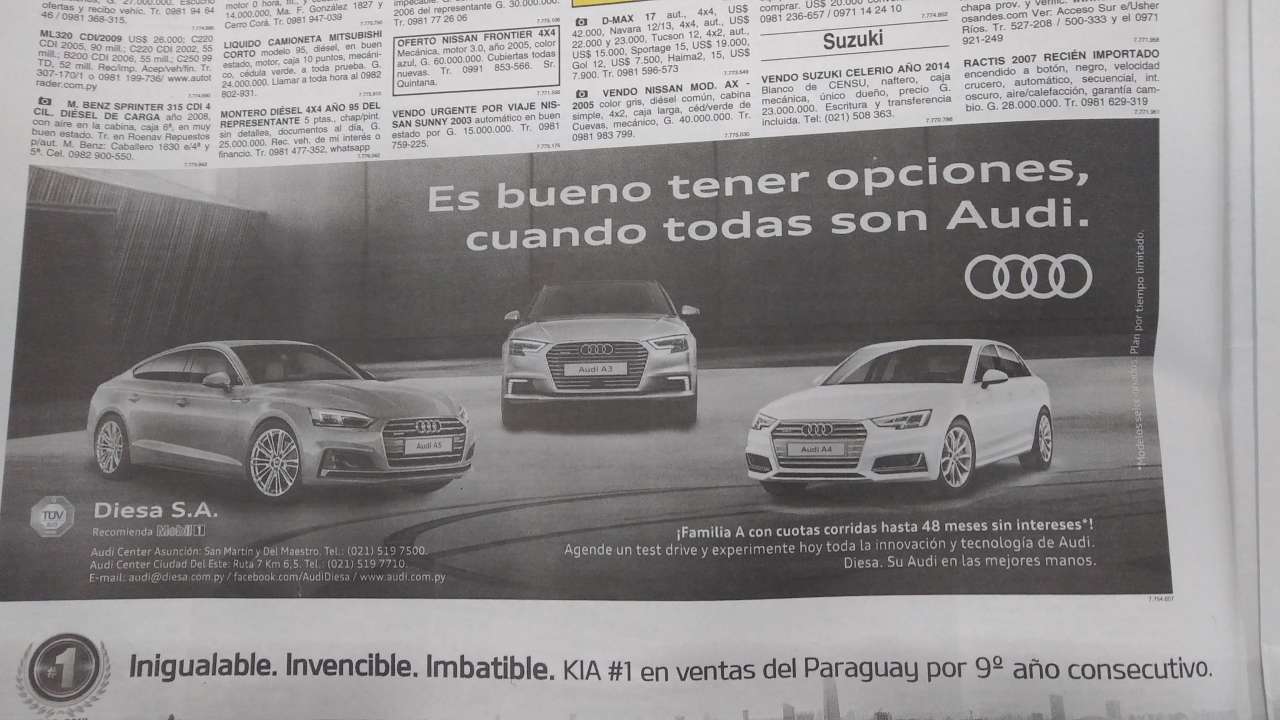 ofertas y recibo vehic. Tr. 0981 94 64
46 / 0981 368-315.
ML320 CDI/2009 US$ 26.000; C220
CDI 2005, 90 mill.; C220 CDI 2002, 55
mill.; B200 CDI 2006, 55 mill.; C250 99
TD, 52 mill. Rec/Imp. Acep/veh/fin. Tr.
307-170/1 o 0981 199-736/ www.autot
rader.com.py
M. BENZ SPRINTER 315 CDI 4
CIL. DIÉSEL DE CARGA año 2008,
con aire en la cabina, caja 6ª, en muy
buen estado. Tr. en Roenav Repuestos
p/aut. M. Benz: Caballero 1630 e/4ª y
5ª. Cel. 0982 900-550.
14.000.000, Ma. F. González 1827 y
Cerro Corá. Tr. 0981 947-039
LIQUIDO CAMIONETA MITSUBISHI
CORTO modelo 95, diésel, en buen
estado, motor, caja 10 puntos, mecáni-
co, cédula verde, a toda prueba. G.
24.000.000. Llamar a toda hora al 0982
802-931.
MONTERO DIÉSEL 4X4 AÑO 95 DEL
REPRESENTANTE 5 ptas., chap/pint.
sin detalles, documentos al día, G.
25.000.000. Rec. veh. de mi interés o
financio. Tr. 0981 477-352, whatsapp
2006 del representante G. 30.000.000.
Tr. 0981 77 26 06
OFERTO NISSAN FRONTIER 4X4
Mecánica, motor 3.0, año 2005, color
azul, G. 60.000.000. Cubiertas todas
nuevas. Tr. 0991 853-566. Sr.
Quintana.
VENDO URGENTE POR VIAJE NIS-
SAN SUNNY 2003 automático en buen
estado por G. 15.000.000. Tr. 0981
759-225.
D-MAX 17 aut., 4x4, US$
42.000, Navara 12/13, 4x4, aut., US$
22.000 y 23.000, Tucson 12, 4x2, aut.,
US$ 15.000, Sportage 15, US$ 19.000,
Gol 12, US$ 7.500, Haima2, 15, US$
7.900. Tr. 0981 596-573
VENDO NISSAN MOD. AX -
2005 color gris, diésel común, cabina
simple, 4x2, caja larga, céd/verde de
Cuevas, mecánico, G. 40.000.000. Tr.
0981 983 799.
0981 236-657 / 0971 14 24 10
Suzuki
VENDO SUZUKI CELERIO AÑO 2014
Blanco de CENSU, naftero, caja
mecánica, único dueño, precio G.
23.000.000. Escritura y transferencia
incluida. Tel: (021) 508 363.
osandes.com Ver: Acceso Sur e/Usher
Ríos. Tr. 527-208 / 500-333 y el 0971
921-249
RACTIS 2007 RECIÉN IMPORTADO
encendido a botón, negro, velocidad
crucero, automático, secuencial, int.
oscuro, aire/calefacción, garantía cam-
bio. G. 28.000.000. Tr. 0981 629-319
Es bueno tener opciones,
cuando todas son Audi.
Audi A5
Audi A3
Audi A4
*Modelos seleccionados. Plan por tiempo limitado.
TÜV
Diesa S.A.
Recomienda Mobil 1
Audi Center Asunción: San Martín y Del Maestro. Tel.: (021) 519 7500.
Audi Center Ciudad Del Este: Ruta 7 Km 6,5. Tel.: (021) 519 7710.
E-mail: audi@diesa.com.py / facebook.com/AudiDiesa / www.audi.com.py
¡Familia A con cuotas corridas hasta 48 meses sin intereses*!
Agende un test drive y experimente hoy toda la innovación y tecnología de Audi.
Diesa. Su Audi en las mejores manos.
#1
Inigualable. Invencible. Imbatible. KIA #1 en ventas del Paraguay por 9º año consecutivo.